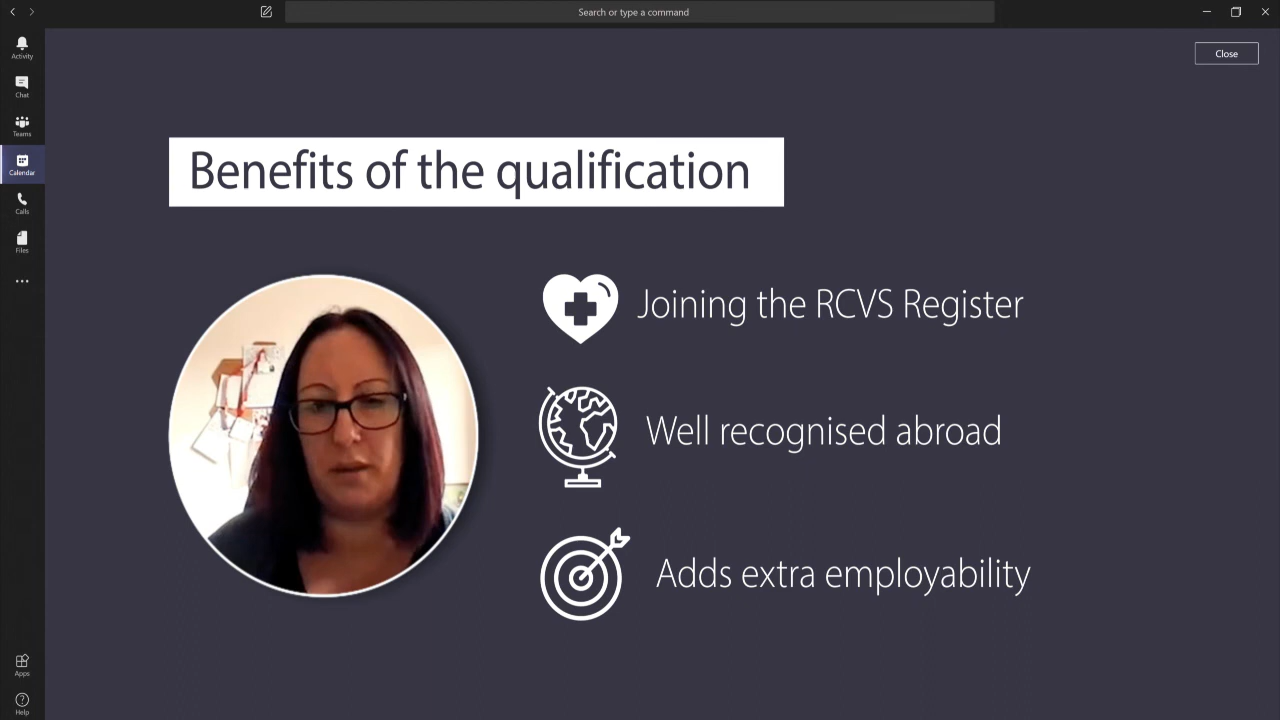 Search or type a command
Activity
Chat
Teams
Calendar
Calls
Files
Apps
Help
Close
Benefits of the qualification
Joining the RCVS Register
Well recognised abroad
Adds extra employability